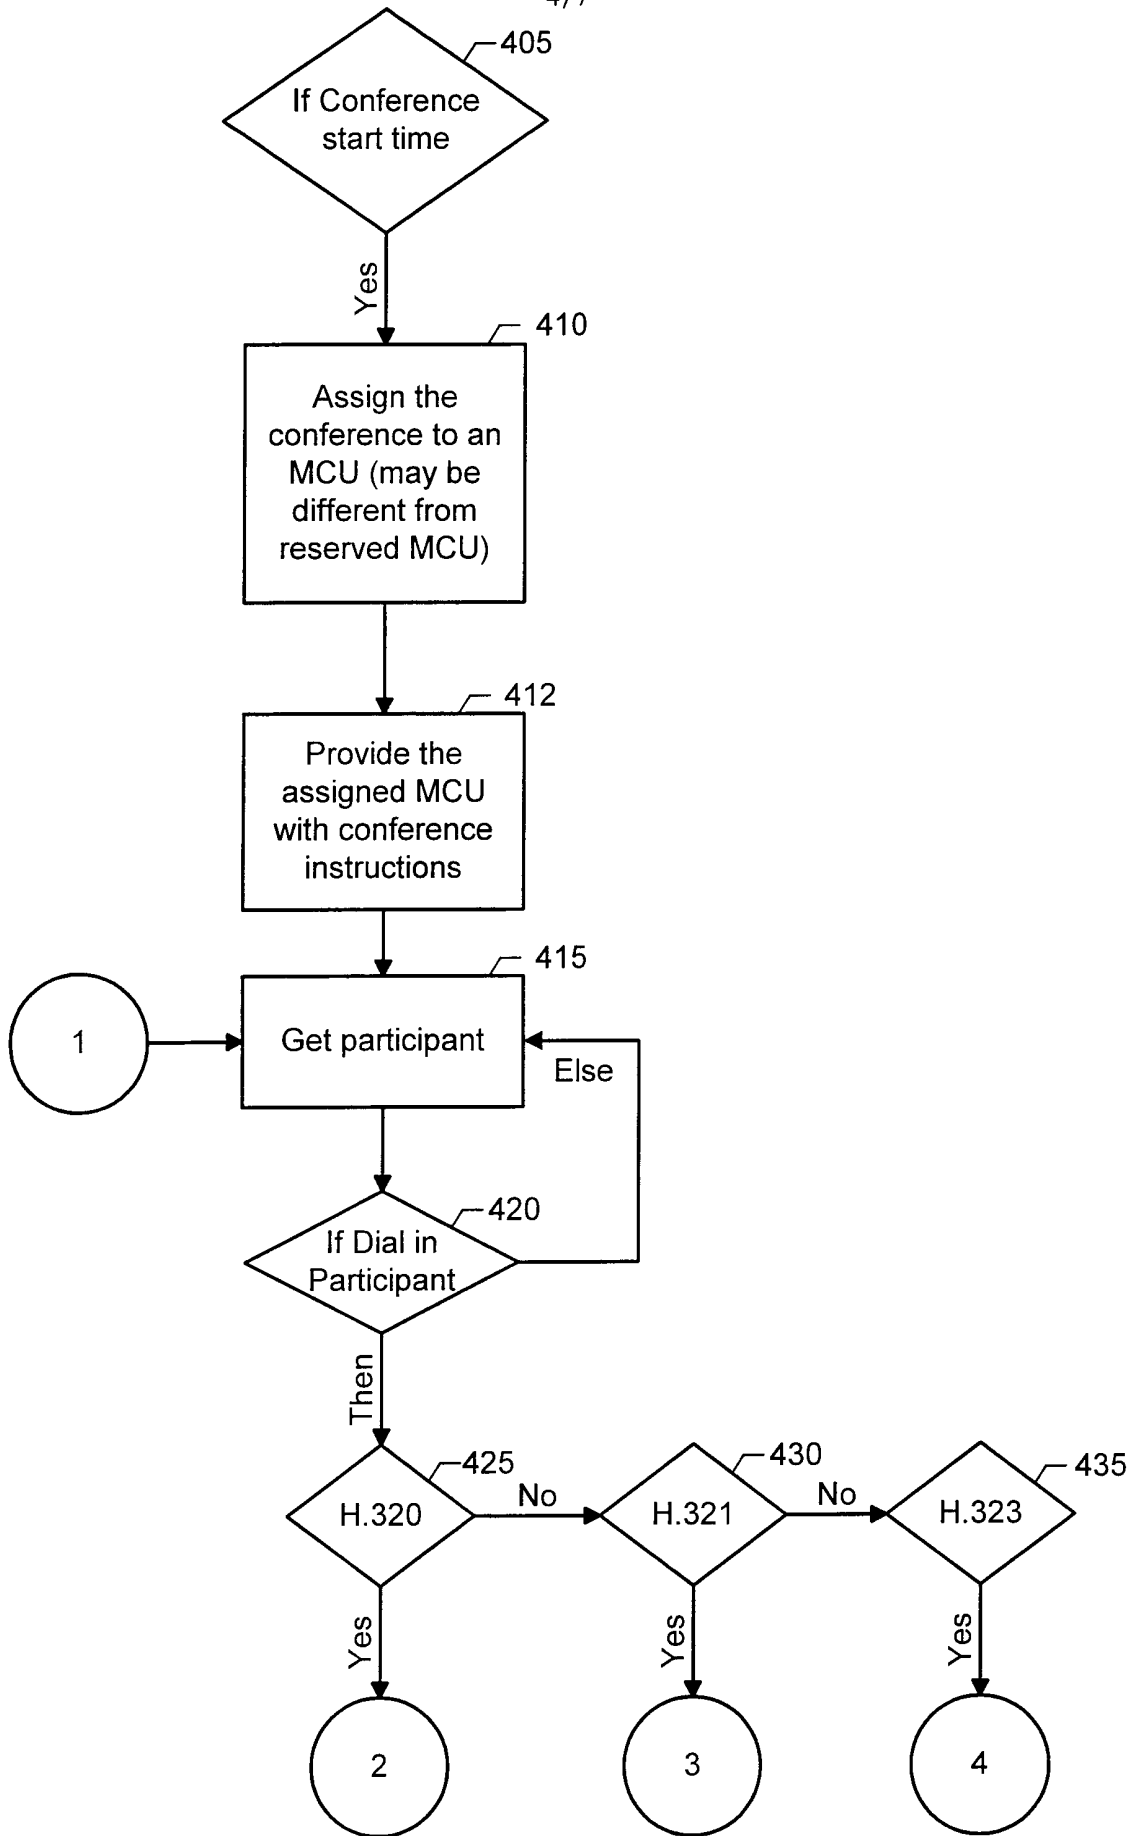 405
If Conference
start time
Yes
410
Assign the
conference to an
MCU (may be
different from
reserved MCU)
412
Provide the
assigned MCU
with conference
instructions
415
1
Get participant
Else
420
If Dial in
Participant
Then
425
430
435
H.320
No
H.321
No
H.323
Yes
Yes
Yes
2
3
4